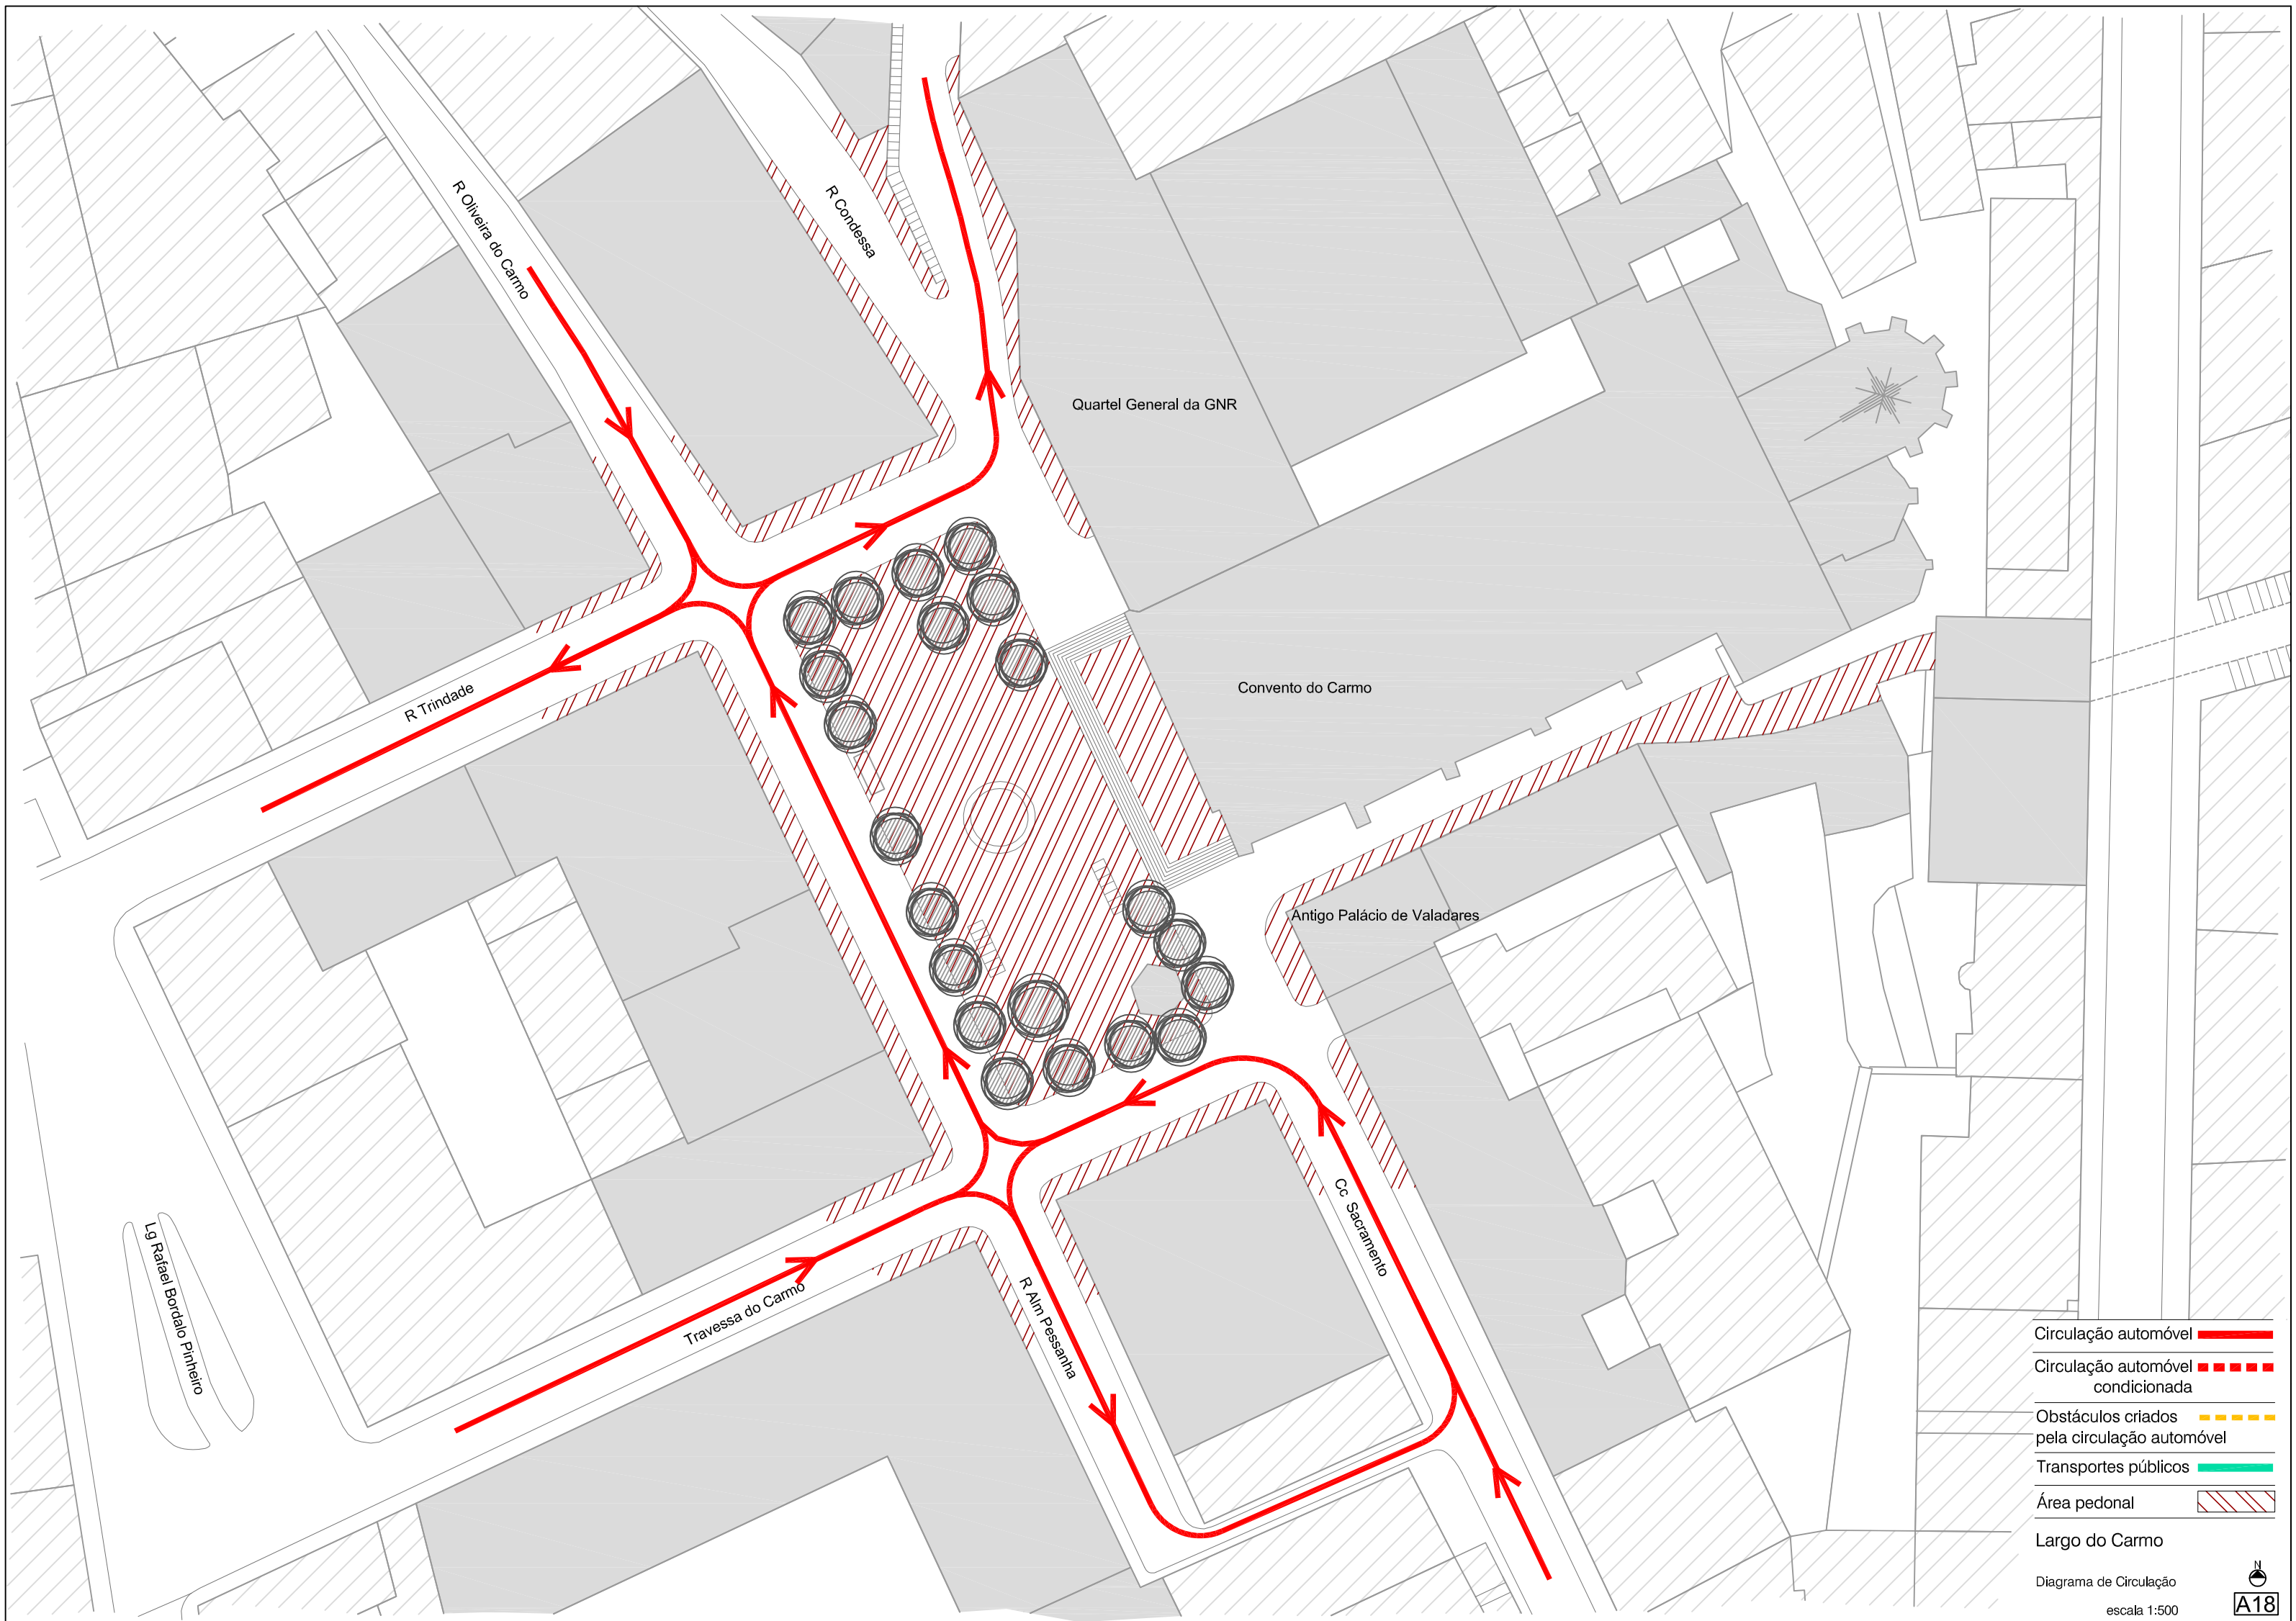 R Oliveira do Carmo
R Condessa
Quartel General da GNR
R Trindade
Convento do Carmo
Antigo Palácio de Valadares
Cc Sacramento
Lg Rafael Bordalo Pinheiro
Travessa do Carmo
R Alm Pessanha
Circulação automóvel
Circulação automóvel
condicionada
Obstáculos criados
pela circulação automóvel
Transportes públicos
Área pedonal
Largo do Carmo
N
Diagrama de Circulação
escala 1:500
A18